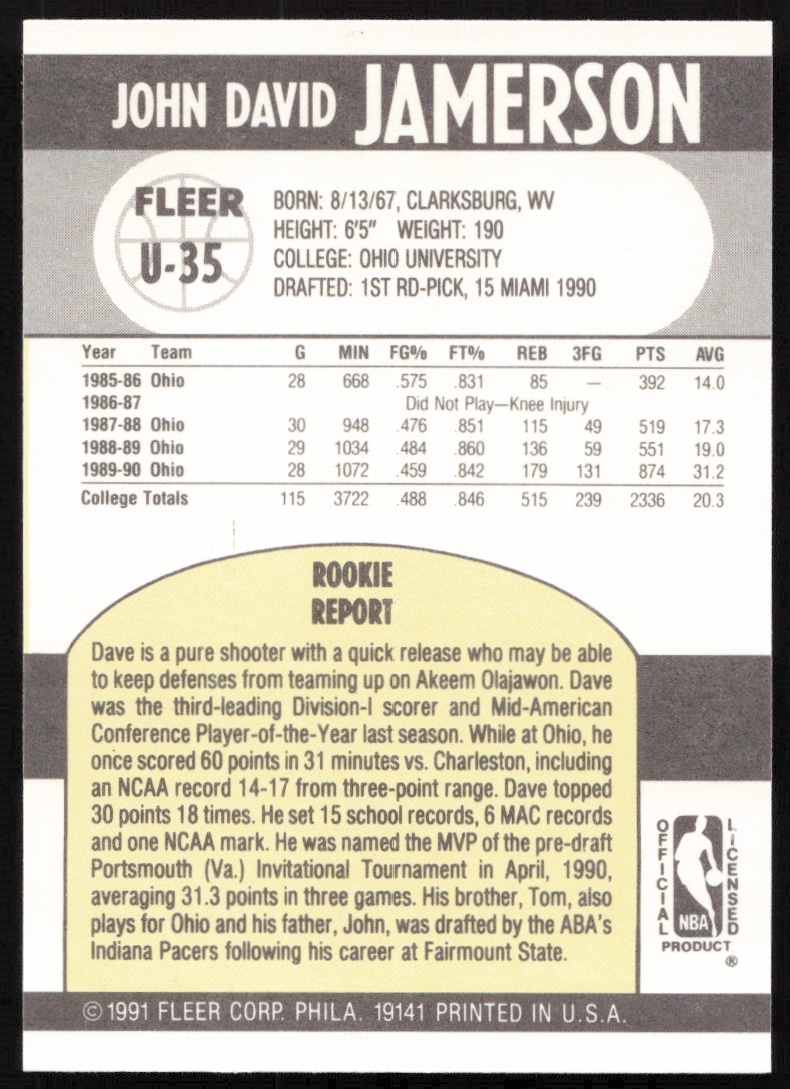 JOHN DAVID JAMERSON
FLEER
U-35
BORN: 8/13/67, CLARKSBURG, WV
HEIGHT: 6'5" WEIGHT: 190
COLLEGE: OHIO UNIVERSITY
DRAFTED: 1ST RD-PICK, 15 MIAMI 1990
Year Team G MIN FG% FT% REB 3FG PTS AVG
1985-86 Ohio 28 668 .575 .831 85 — 392 14.0
1986-87 Did Not Play—Knee Injury
1987-88 Ohio 30 948 .476 .851 115 49 519 17.3
1988-89 Ohio 29 1034 .484 .860 136 59 551 19.0
1989-90 Ohio 28 1072 .459 .842 179 131 874 31.2
College Totals 115 3722 .488 .846 515 239 2336 20.3
ROOKIE
REPORT
Dave is a pure shooter with a quick release who may be able
to keep defenses from teaming up on Akeem Olajawon. Dave
was the third-leading Division-I scorer and Mid-American
Conference Player-of-the-Year last season. While at Ohio, he
once scored 60 points in 31 minutes vs. Charleston, including
an NCAA record 14-17 from three-point range. Dave topped
30 points 18 times. He set 15 school records, 6 MAC records
and one NCAA mark. He was named the MVP of the pre-draft
Portsmouth (Va.) Invitational Tournament in April, 1990,
averaging 31.3 points in three games. His brother, Tom, also
plays for Ohio and his father, John, was drafted by the ABA's
Indiana Pacers following his career at Fairmount State.
OFFICIAL
LICENSED
NBA
PRODUCT
®
© 1991 FLEER CORP. PHILA. 19141 PRINTED IN U.S.A.